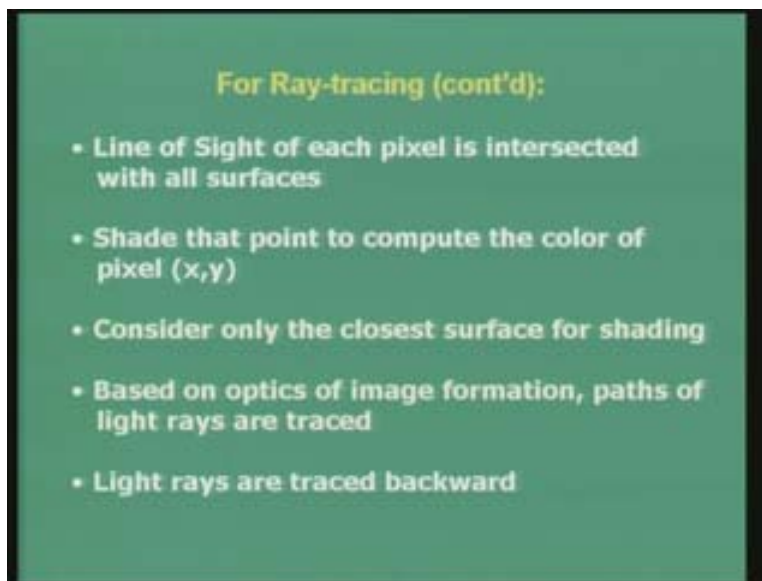 For Ray-tracing (cont'd):
• Line of Sight of each pixel is intersected
with all surfaces
• Shade that point to compute the color of
pixel (x,y)
• Consider only the closest surface for shading
• Based on optics of image formation, paths of
light rays are traced
• Light rays are traced backward